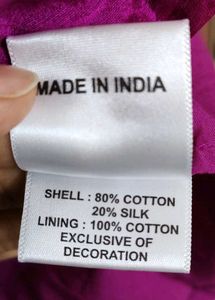 MADE IN INDIA
SHELL : 80% COTTON
20% SILK
LINING : 100% COTTON
EXCLUSIVE OF
DECORATION